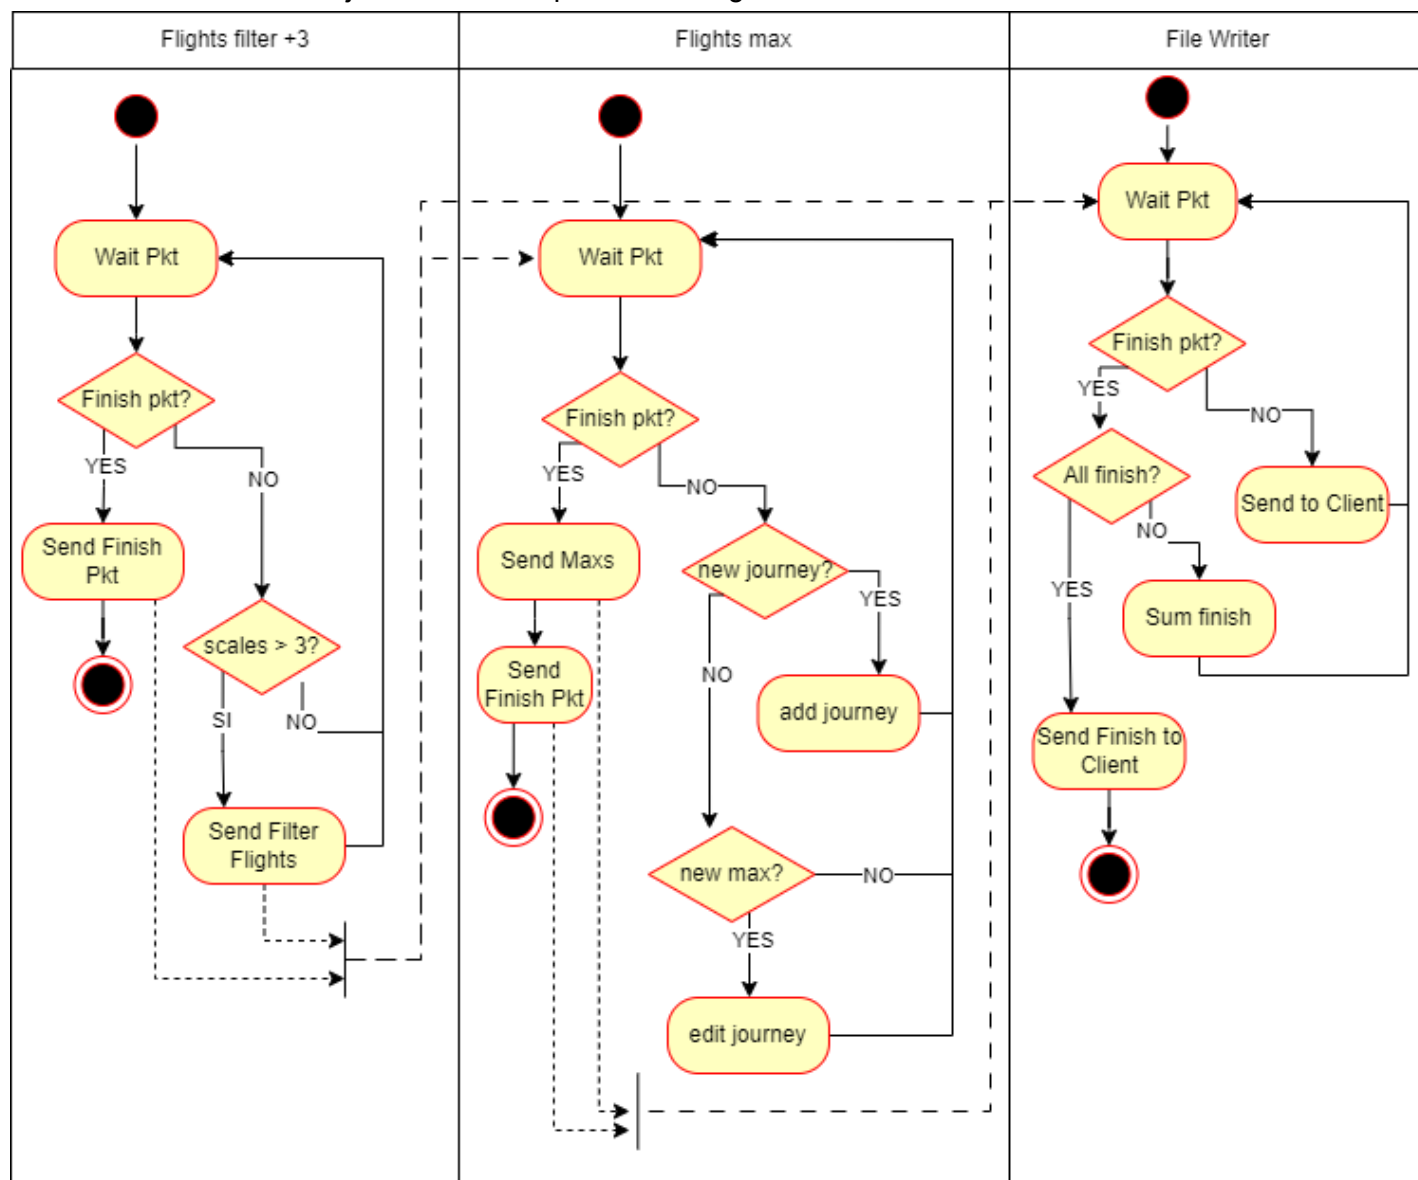 Flights filter +3
Wait Pkt
Finish pkt?
YES
NO
Send Finish
Pkt
scales > 3?
SI
NO
Send Filter
Flights
Flights max
Wait Pkt
Finish pkt?
YES
NO
Send Maxs
new journey?
YES
NO
Send
Finish Pkt
add journey
new max?
NO
YES
edit journey
File Writer
Wait Pkt
Finish pkt?
YES
NO
All finish?
Send to Client
NO
YES
Sum finish
Send Finish to
Client